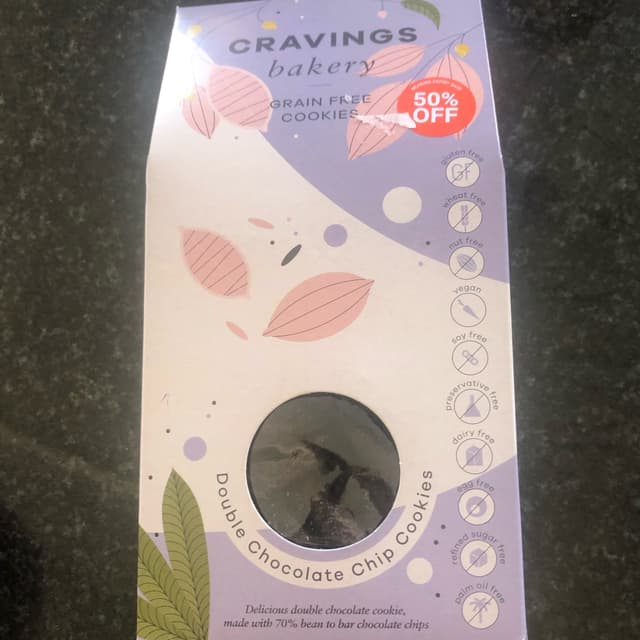 CRAVINGS
bakery
GRAIN FREE
COOKIES
50%
OFF
gluten free
GF
wheat free
nut free
vegan
soy free
preservative free
dairy free
egg free
refined sugar free
palm oil free
Double Chocolate Chip Cookies
Delicious double chocolate cookie,
made with 70% bean to bar chocolate chips